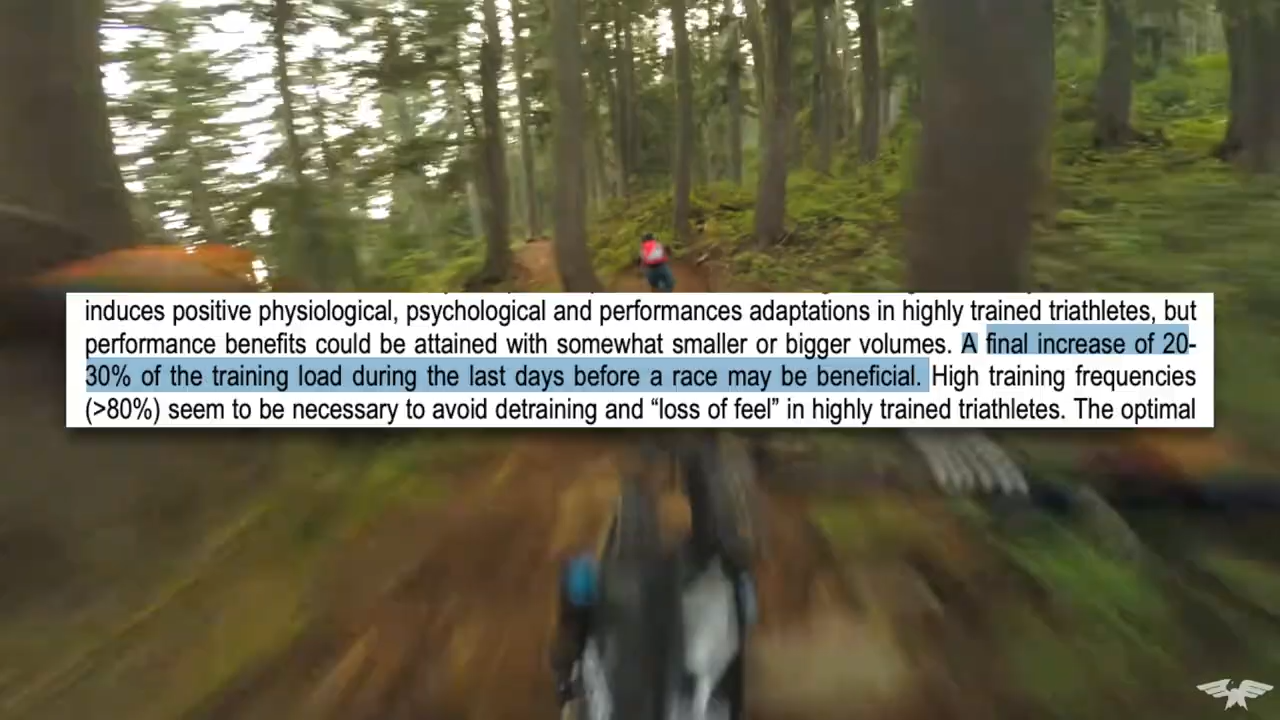 induces positive physiological, psychological and performances adaptations in highly trained triathletes, but
performance benefits could be attained with somewhat smaller or bigger volumes. A final increase of 20-
30% of the training load during the last days before a race may be beneficial. High training frequencies
(>80%) seem to be necessary to avoid detraining and “loss of feel” in highly trained triathletes. The optimal